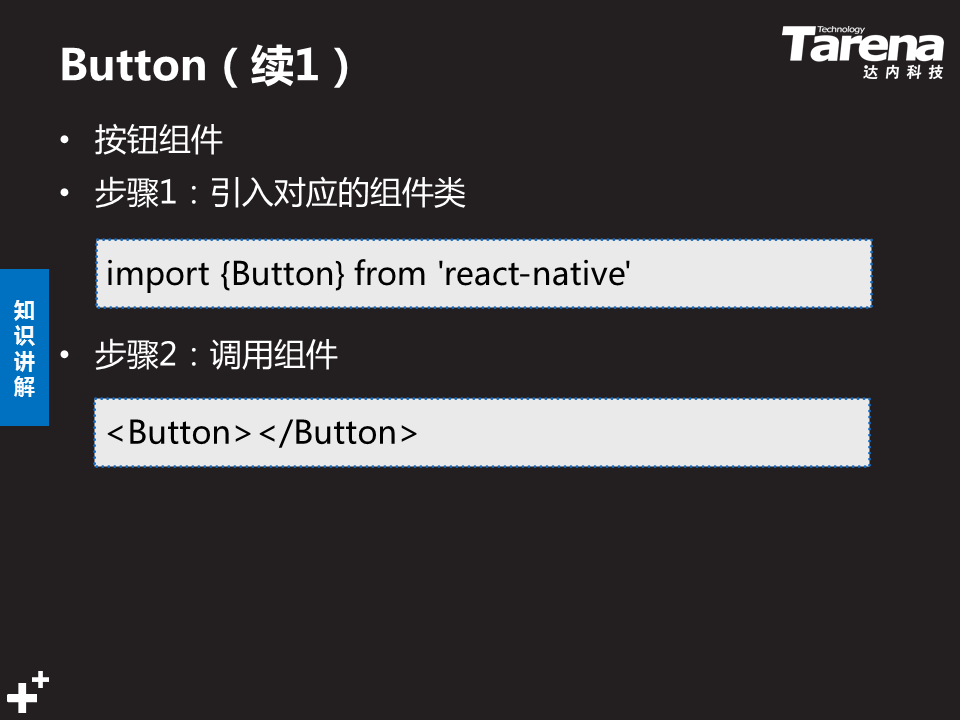 Button（续1）
Technology
Tarena
达内科技
• 按钮组件
• 步骤1：引入对应的组件类
import {Button} from 'react-native'
知识讲解
• 步骤2：调用组件
<Button></Button>